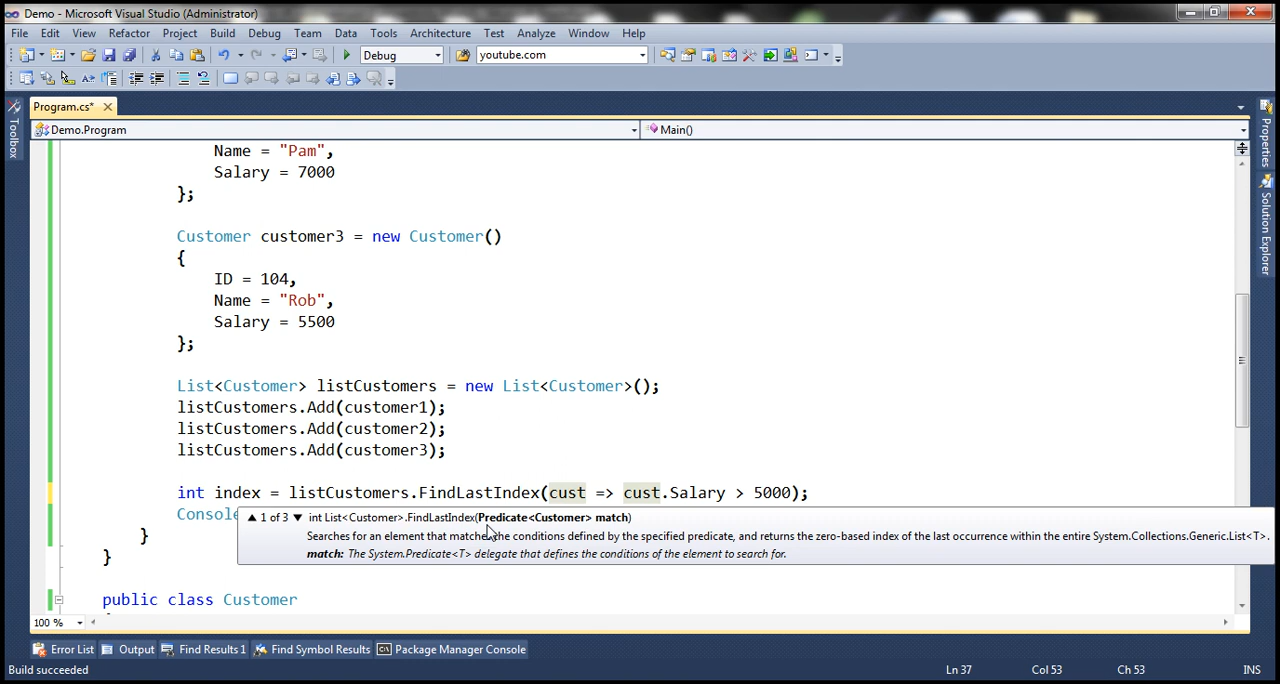 Demo - Microsoft Visual Studio (Administrator)
File Edit View Refactor Project Build Debug Team Data Tools Architecture Test Analyze Window Help
Debug youtube.com
Program.cs*
Demo.Program Main()
Toolbox
Properties
Solution Explorer
Name = "Pam",
Salary = 7000
};
Customer customer3 = new Customer()
{
ID = 104,
Name = "Rob",
Salary = 5500
};
List<Customer> listCustomers = new List<Customer>();
listCustomers.Add(customer1);
listCustomers.Add(customer2);
listCustomers.Add(customer3);
int index = listCustomers.FindLastIndex(cust => cust.Salary > 5000);
Console
1 of 3 int List<Customer>.FindLastIndex(Predicate<Customer> match)
Searches for an element that matches the conditions defined by the specified predicate, and returns the zero-based index of the last occurrence within the entire System.Collections.Generic.List<T>.
match: The System.Predicate<T> delegate that defines the conditions of the element to search for.
}
}
public class Customer
100 %
Error List Output Find Results 1 Find Symbol Results Package Manager Console
Build succeeded Ln 37 Col 53 Ch 53 INS